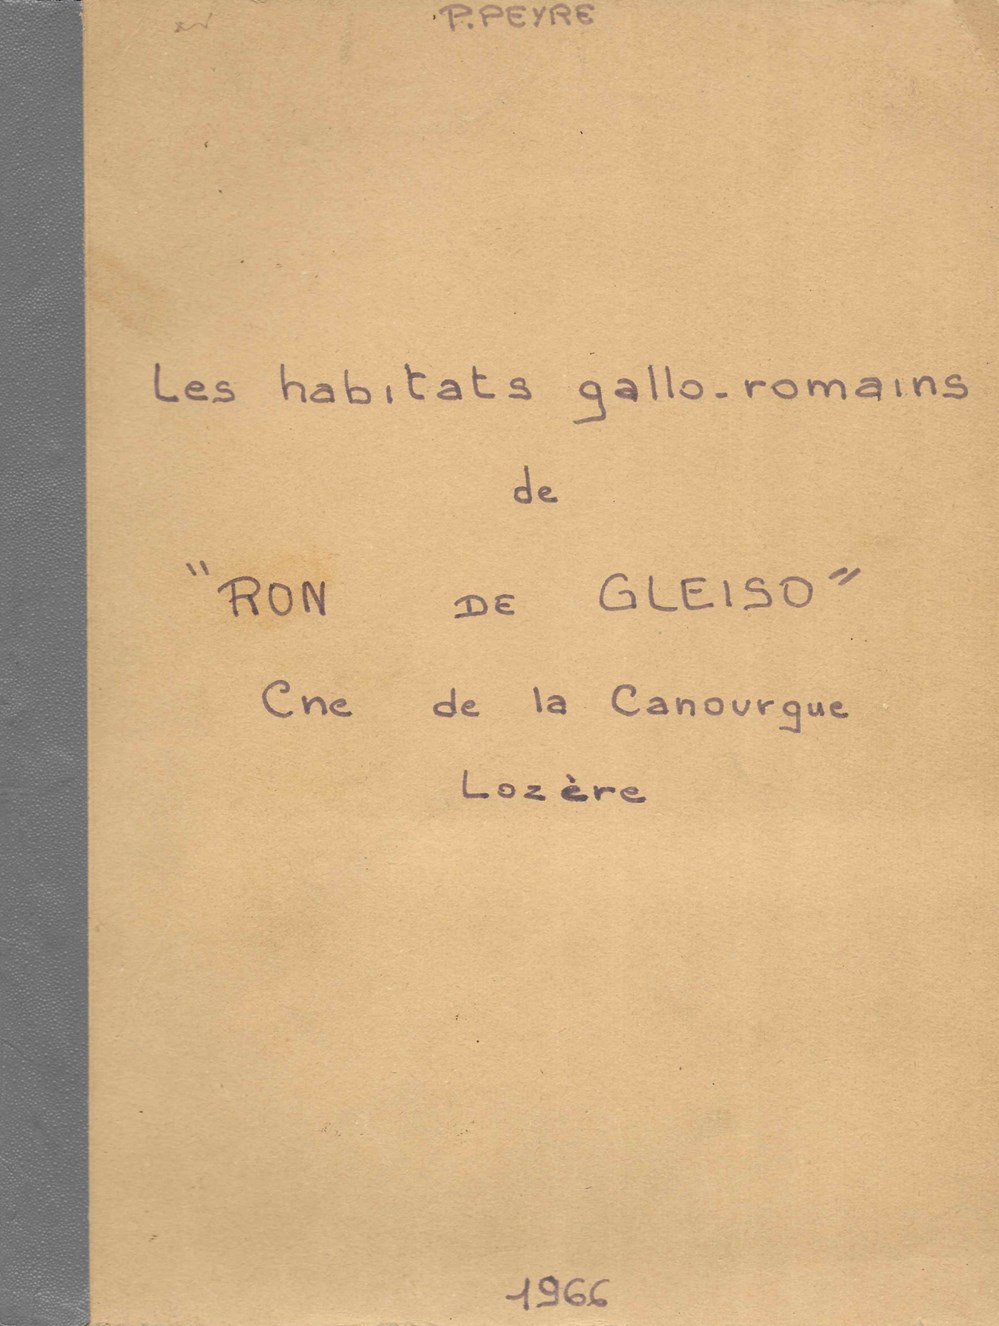 P. PEYRE
Les habitats gallo-romains
de
"RON DE GLEISO"
Cne de la Canourgue
Lozère
1966